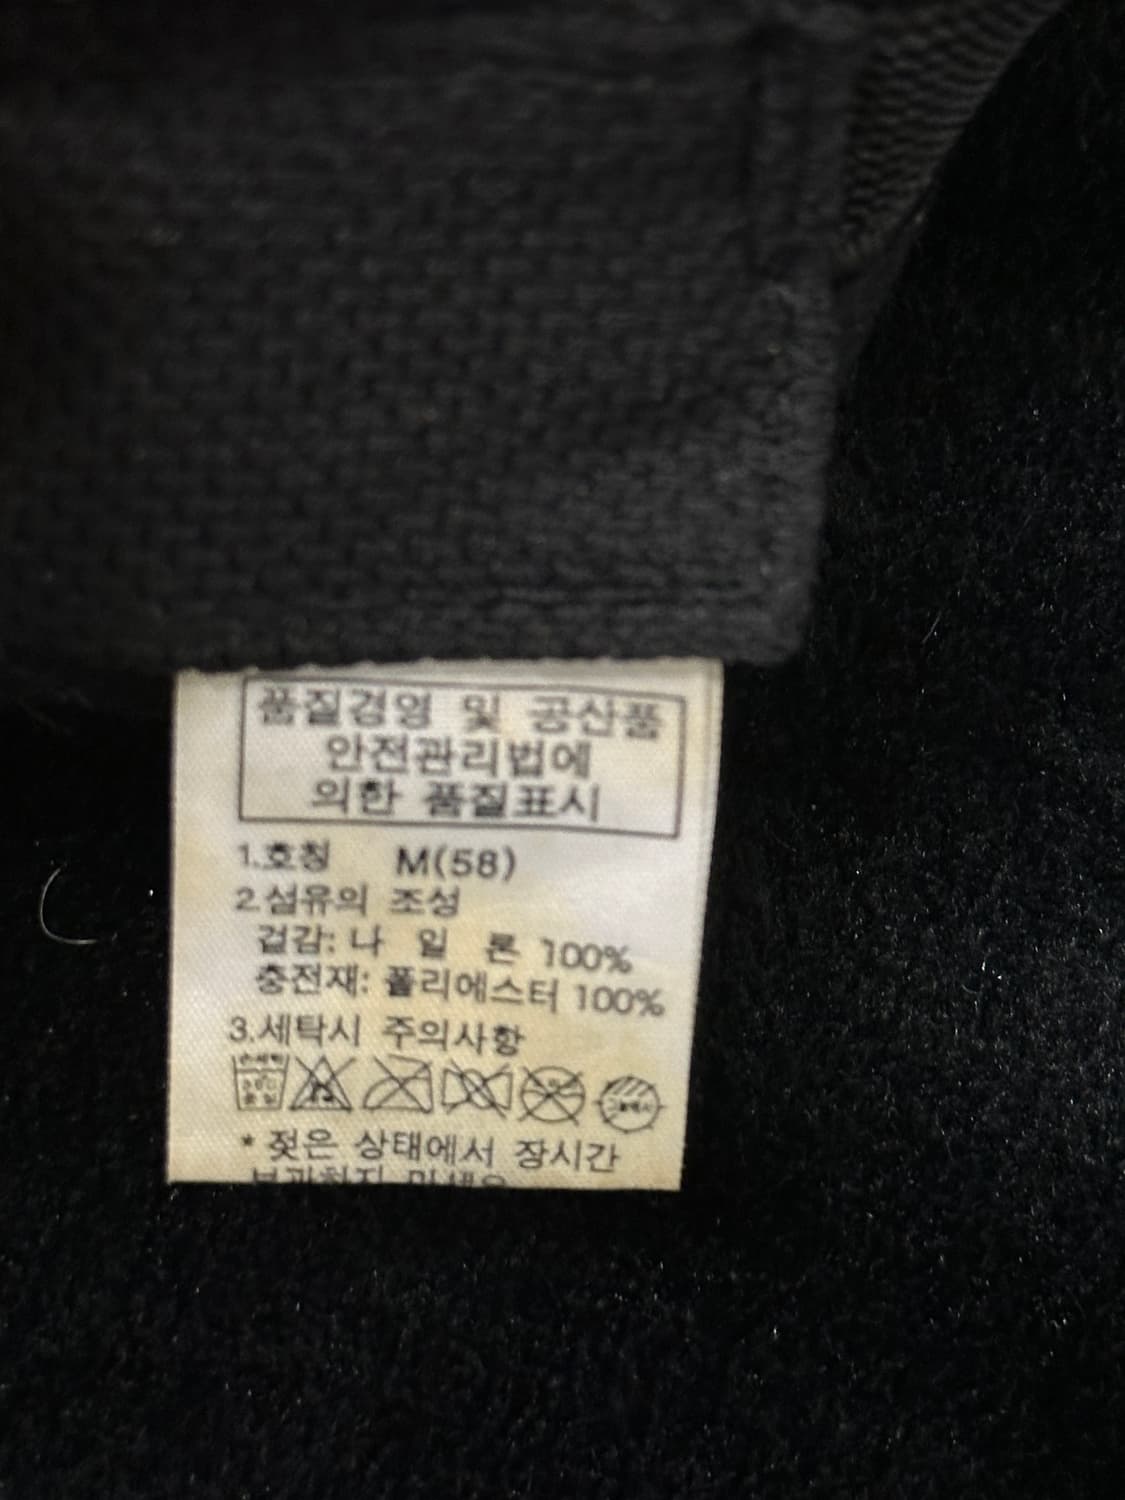 품질경영 및 공산품
안전관리법에
의한 품질표시
1.호칭 M(58)
2.섬유의 조성
겉감: 나 일 론 100%
충전재: 폴리에스터 100%
3.세탁시 주의사항
손세탁
* 젖은 상태에서 장시간